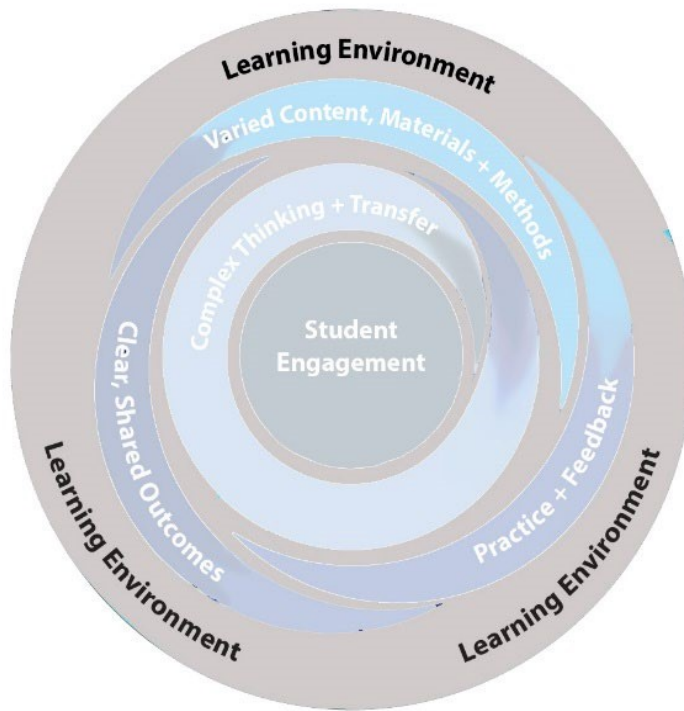 Learning Environment
Varied Content, Materials + Methods
Complex Thinking + Transfer
Student
Engagement
Clear, Shared Outcomes
Practice + Feedback
Learning Environment
Learning Environment